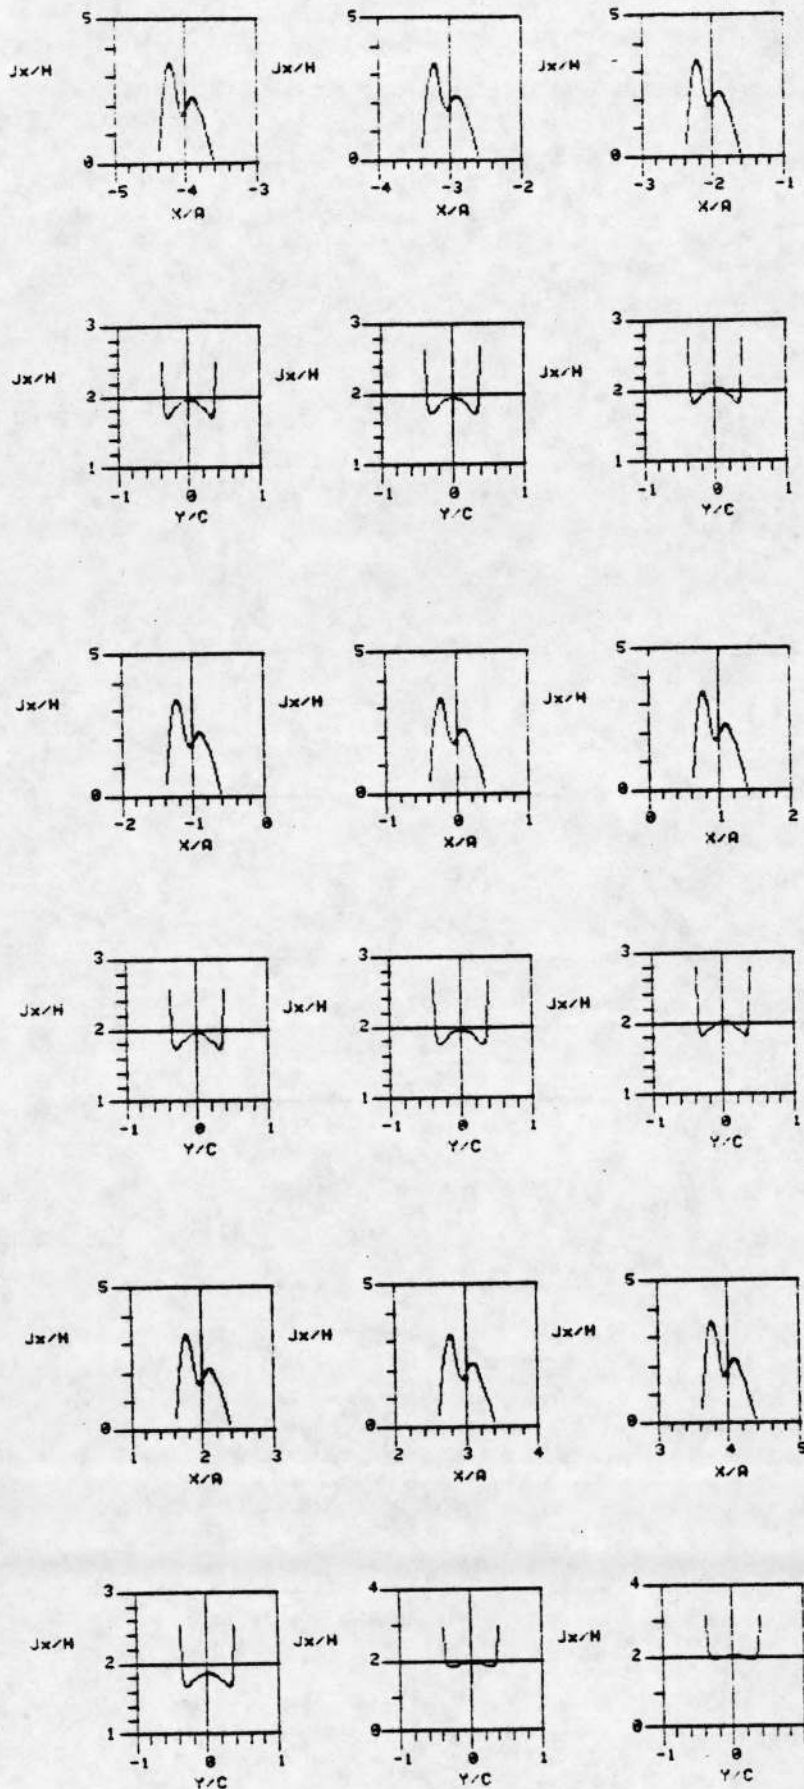 5 5 5
Jx/H Jx/H Jx/H
0 0 0
-5 -4 -3 -4 -3 -2 -3 -2 -1
X/A X/A X/A
3 3 3
Jx/H Jx/H Jx/H
2 2 2
1 1 1
-1 0 1 -1 0 1 -1 0 1
Y/C Y/C Y/C
5 5 5
Jx/H Jx/H Jx/H
0 0 0
-2 -1 0 -1 0 1 0 1 2
X/A X/A X/A
3 3 3
Jx/H Jx/H Jx/H
2 2 2
1 1 1
-1 0 1 -1 0 1 -1 0 1
Y/C Y/C Y/C
5 5 5
Jx/H Jx/H Jx/H
0 0 0
1 2 3 2 3 4 3 4 5
X/A X/A X/A
3 4 4
Jx/H Jx/H Jx/H
2 2 2
1 0 0
-1 0 1 -1 0 1 -1 0 1
Y/C Y/C Y/C